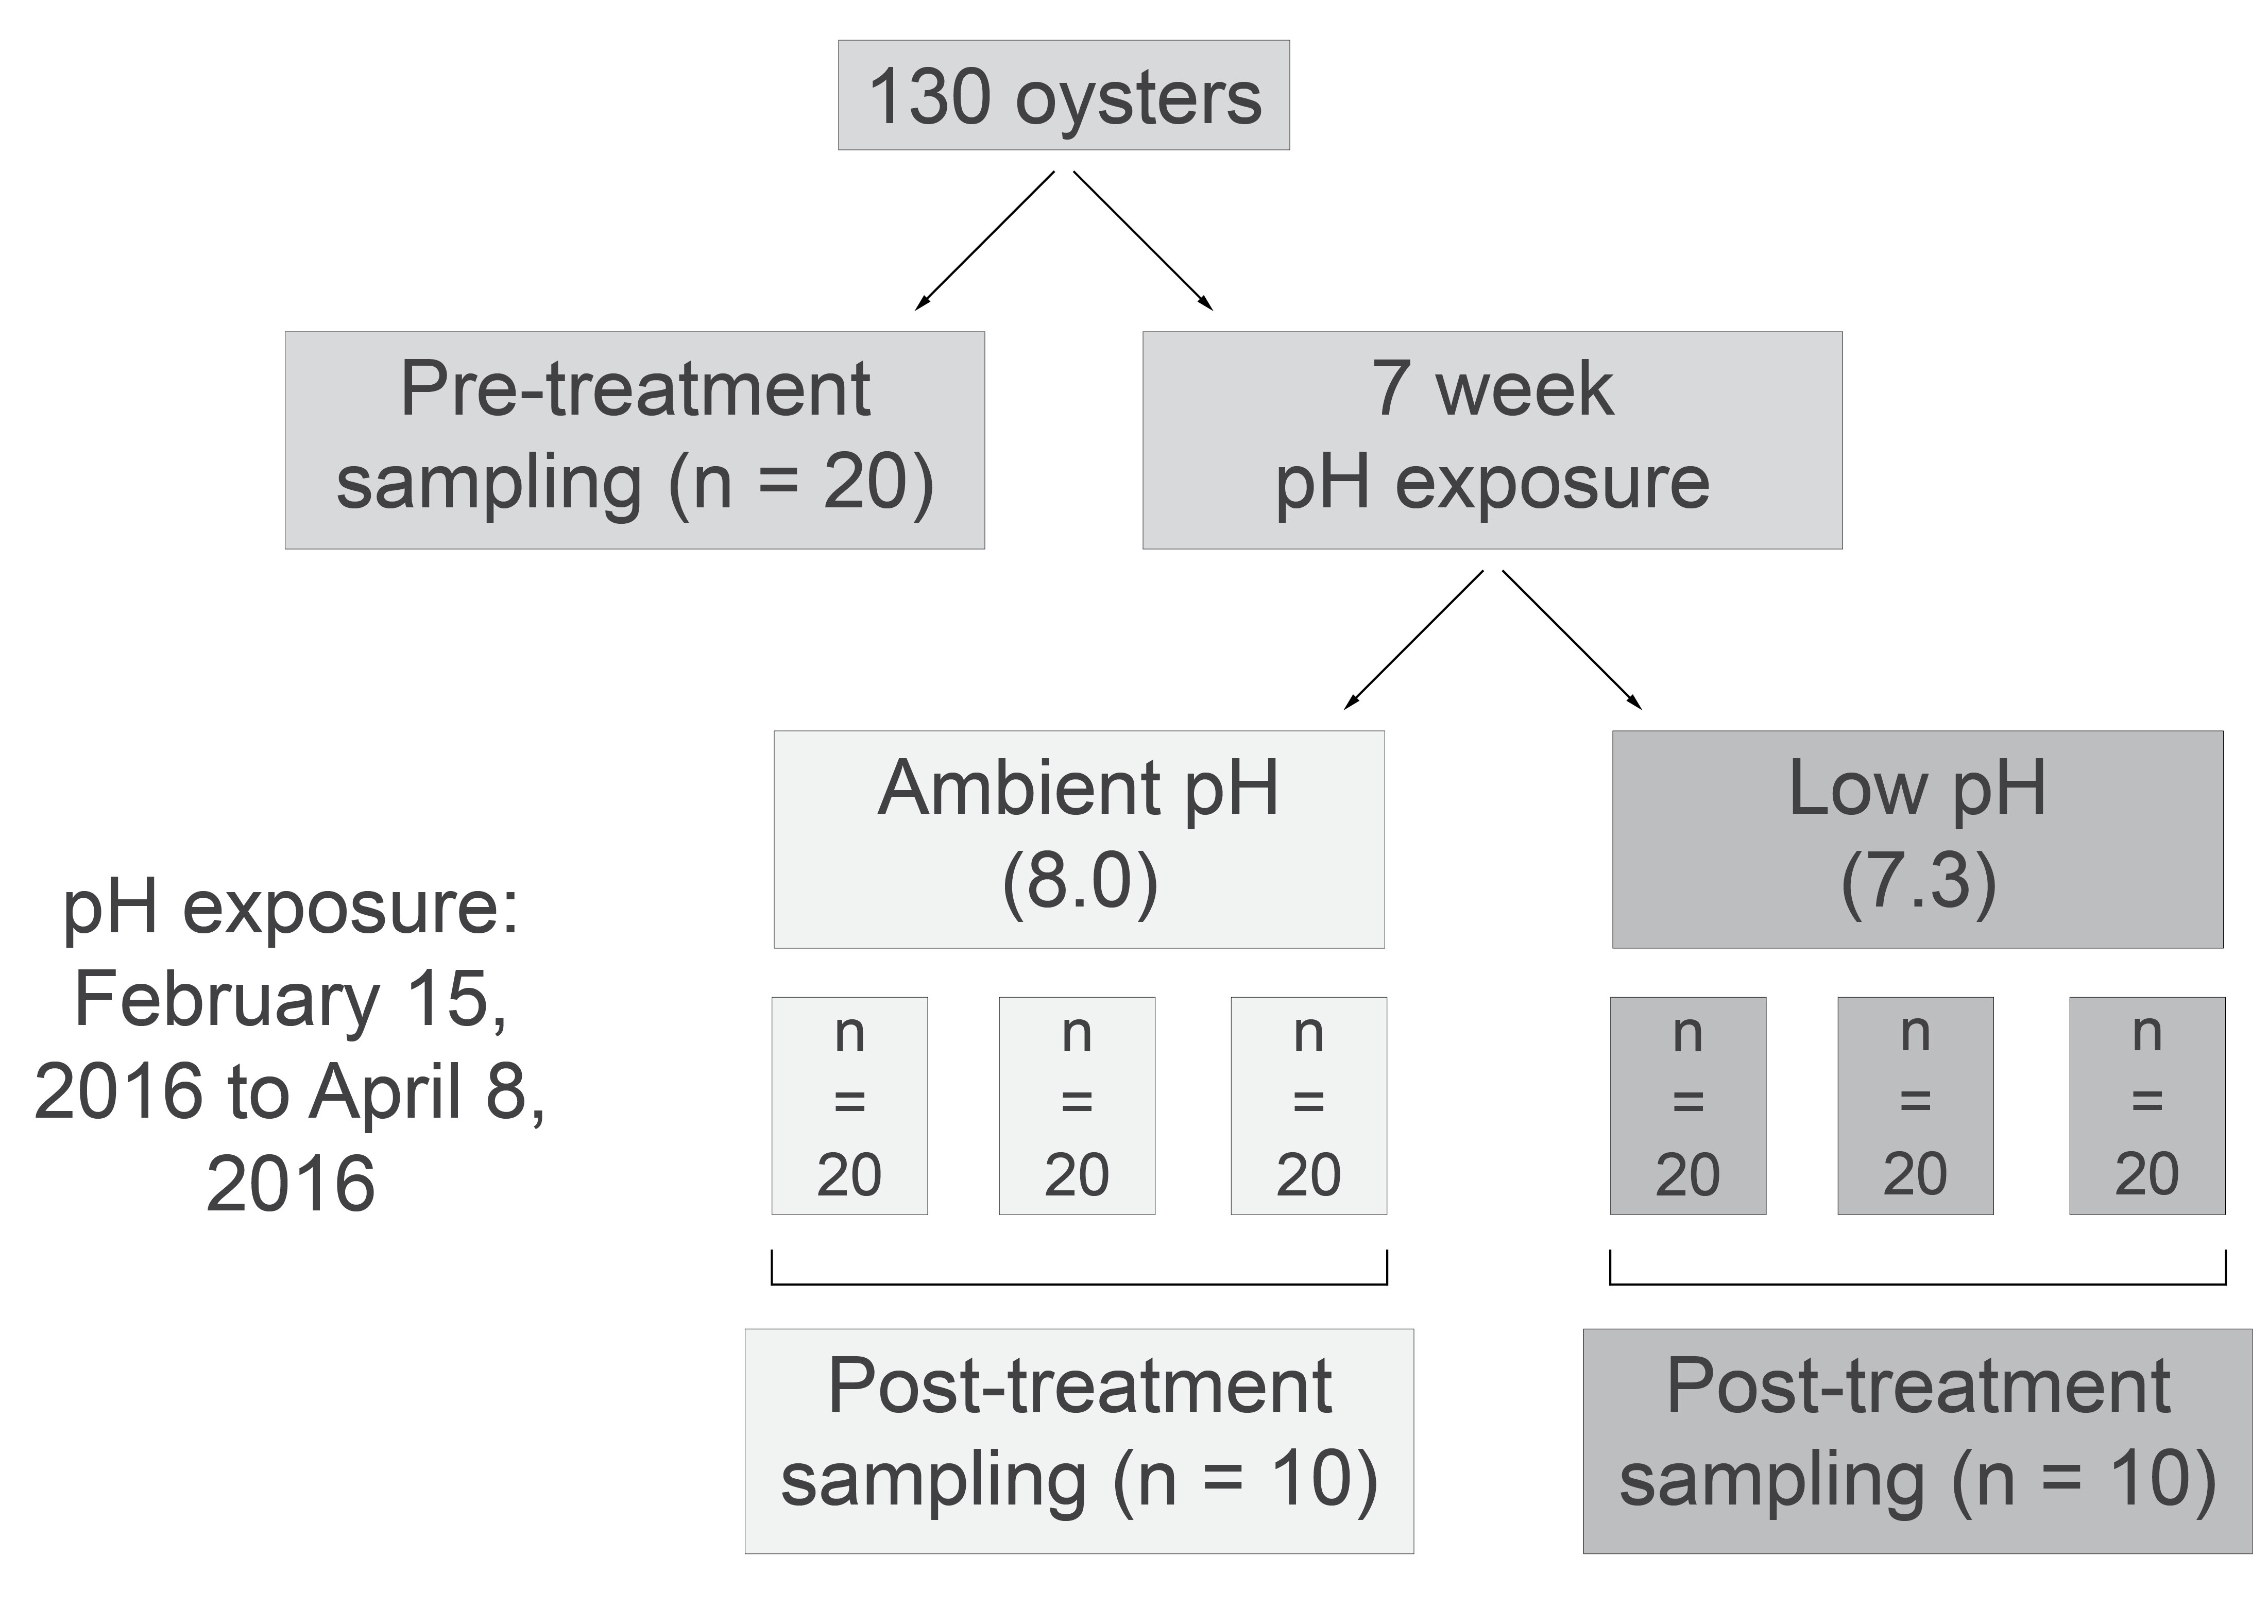 130 oysters
Pre-treatment
sampling (n = 20)
7 week
pH exposure
Ambient pH
(8.0)
Low pH
(7.3)
pH exposure:
February 15,
2016 to April 8,
2016
n
=
20
n
=
20
n
=
20
n
=
20
n
=
20
n
=
20
Post-treatment
sampling (n = 10)
Post-treatment
sampling (n = 10)